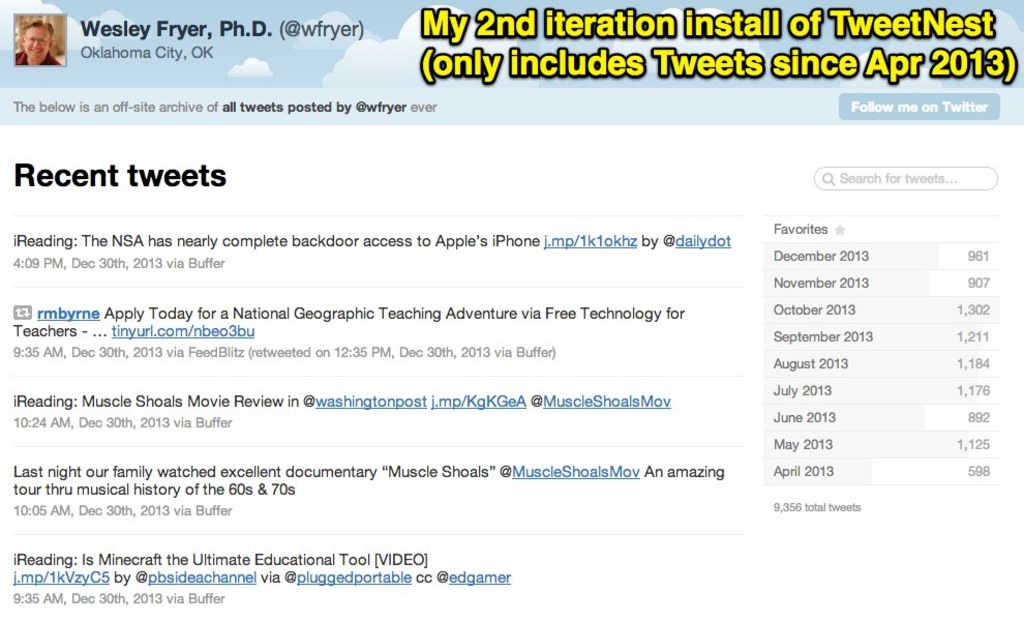 Wesley Fryer, Ph.D. (@wfryer)
Oklahoma City, OK
My 2nd iteration install of TweetNest
(only includes Tweets since Apr 2013)
The below is an off-site archive of all tweets posted by @wfryer ever
Follow me on Twitter
Recent tweets
Search for tweets...
iReading: The NSA has nearly complete backdoor access to Apple's iPhone j.mp/1k1okhz by @dailydot
4:09 PM, Dec 30th, 2013 via Buffer
rmbyrne Apply Today for a National Geographic Teaching Adventure via Free Technology for
Teachers - … tinyurl.com/nbeo3bu
9:35 AM, Dec 30th, 2013 via FeedBlitz (retweeted on 12:35 PM, Dec 30th, 2013 via Buffer)
iReading: Muscle Shoals Movie Review in @washingtonpost j.mp/KgKGeA @MuscleShoalsMov
10:24 AM, Dec 30th, 2013 via Buffer
Last night our family watched excellent documentary “Muscle Shoals” @MuscleShoalsMov An amazing
tour thru musical history of the 60s & 70s
10:05 AM, Dec 30th, 2013 via Buffer
iReading: Is Minecraft the Ultimate Educational Tool [VIDEO]
j.mp/1kVzyC5 by @pbsideachannel via @pluggedportable cc @edgamer
9:35 AM, Dec 30th, 2013 via Buffer
Favorites
December 2013 961
November 2013 907
October 2013 1,302
September 2013 1,211
August 2013 1,184
July 2013 1,176
June 2013 892
May 2013 1,125
April 2013 598
9,356 total tweets